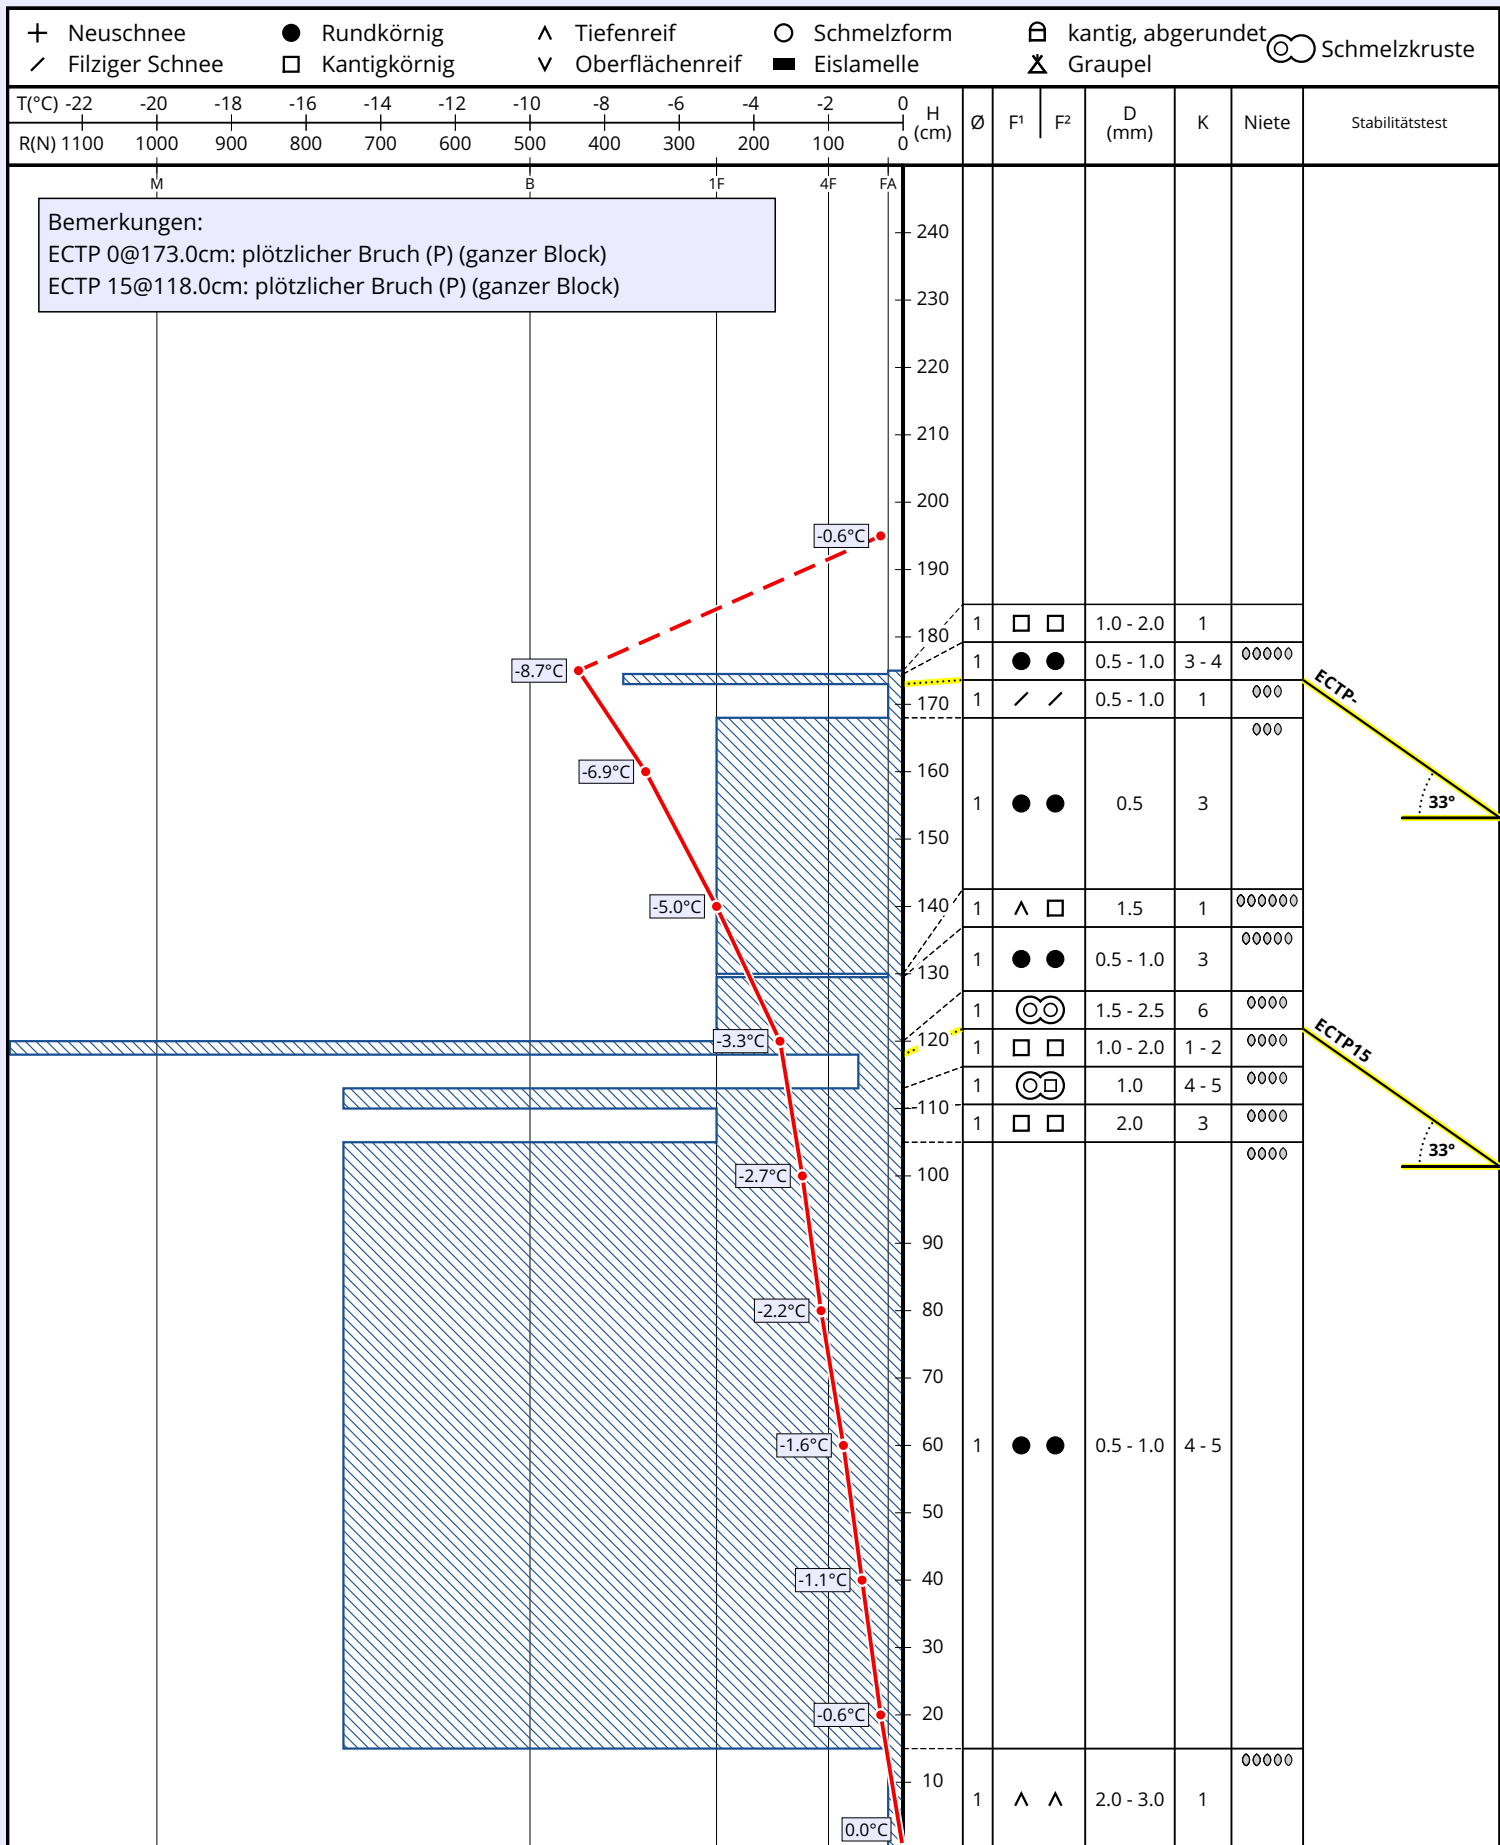 Neuschnee Rundkörnig Tiefenreif Schmelzform kantig, abgerundet Schmelzkruste
Filziger Schnee Kantigkörnig Oberflächenreif Eislamelle Graupel
T(°C) -22 -20 -18 -16 -14 -12 -10 -8 -6 -4 -2 0
R(N) 1100 1000 900 800 700 600 500 400 300 200 100 0
H (cm) Ø F¹ F² D (mm) K Niete Stabilitätstest
M B 1F 4F FA
Bemerkungen:
ECTP 0@173.0cm: plötzlicher Bruch (P) (ganzer Block)
ECTP 15@118.0cm: plötzlicher Bruch (P) (ganzer Block)
240
230
220
210
200
-0.6°C
190
180 1 1.0 - 2.0 1
-8.7°C 1 0.5 - 1.0 3 - 4
ECTP-
170 1 0.5 - 1.0 1
-6.9°C 160
1 0.5 3 33°
150
-5.0°C 140 1 1.5 1
1 0.5 - 1.0 3
130
1 1.5 - 2.5 6
-3.3°C 120 1 1.0 - 2.0 1 - 2 ECTP15
1 1.0 4 - 5
110 1 2.0 3
33°
-2.7°C 100
90
-2.2°C 80
70
-1.6°C 60 1 0.5 - 1.0 4 - 5
50
-1.1°C 40
30
-0.6°C 20
10
1 2.0 - 3.0 1
0.0°C